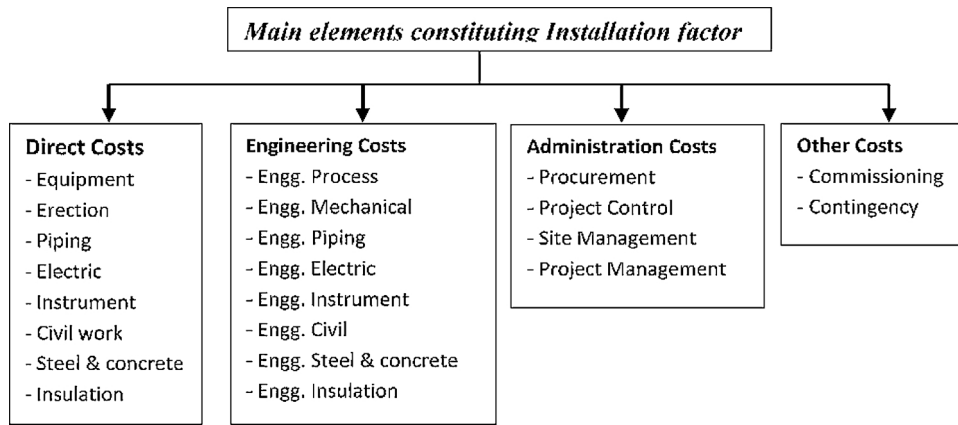 Main elements constituting Installation factor
Direct Costs
- Equipment
- Erection
- Piping
- Electric
- Instrument
- Civil work
- Steel & concrete
- Insulation
Engineering Costs
- Engg. Process
- Engg. Mechanical
- Engg. Piping
- Engg. Electric
- Engg. Instrument
- Engg. Civil
- Engg. Steel & concrete
- Engg. Insulation
Administration Costs
- Procurement
- Project Control
- Site Management
- Project Management
Other Costs
- Commissioning
- Contingency